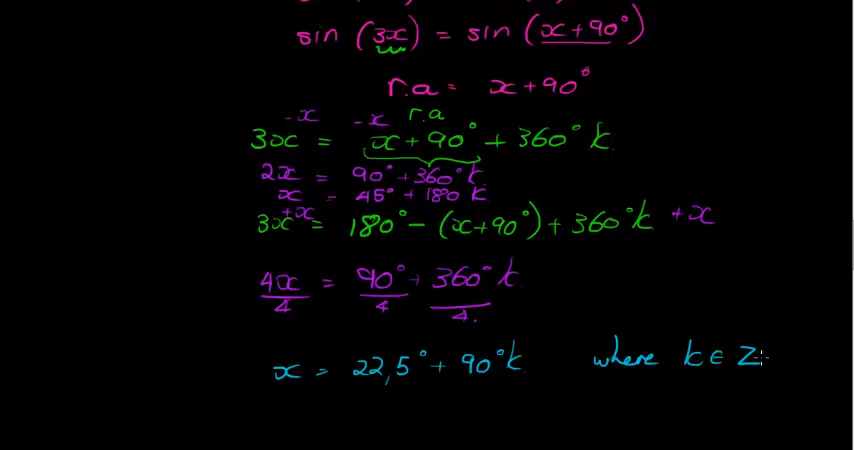 sin (3x) = sin (x + 90°)
r.a = x + 90°
-x -x r.a
3x = x + 90° + 360° k
2x = 90° + 360° k
x = 45° + 180 k
+x +x
3x = 180° - (x+90°) + 360° k
4x = 90° + 360° k
4 4 4.
x = 22,5° + 90° k where k ∈ Z